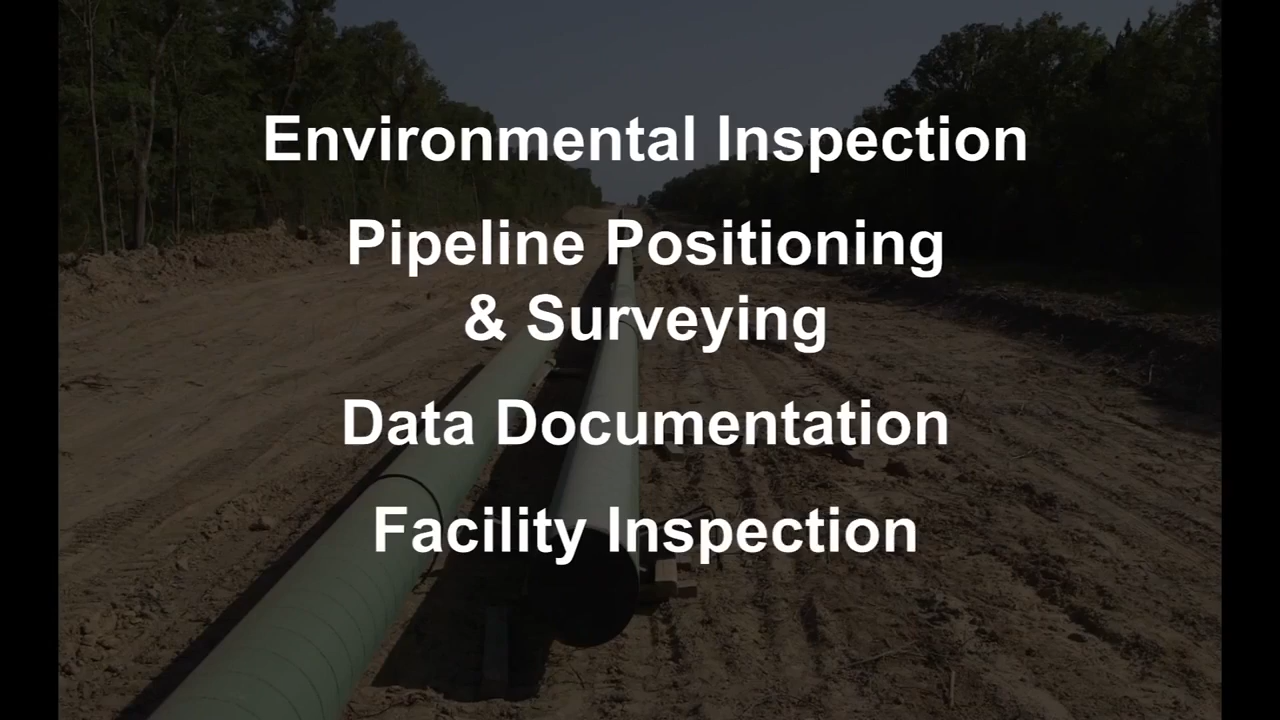 Environmental Inspection
Pipeline Positioning
& Surveying
Data Documentation
Facility Inspection